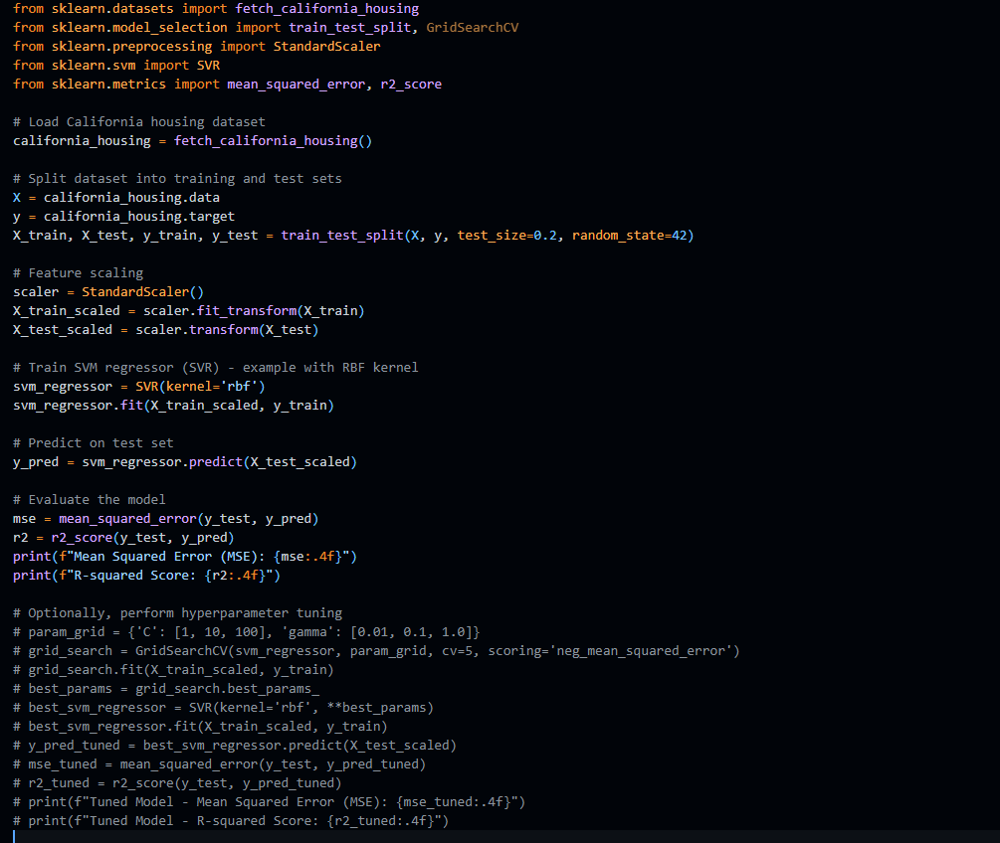 from sklearn.datasets import fetch_california_housing
from sklearn.model_selection import train_test_split, GridSearchCV
from sklearn.preprocessing import StandardScaler
from sklearn.svm import SVR
from sklearn.metrics import mean_squared_error, r2_score
# Load California housing dataset
california_housing = fetch_california_housing()
# Split dataset into training and test sets
X = california_housing.data
y = california_housing.target
X_train, X_test, y_train, y_test = train_test_split(X, y, test_size=0.2, random_state=42)
# Feature scaling
scaler = StandardScaler()
X_train_scaled = scaler.fit_transform(X_train)
X_test_scaled = scaler.transform(X_test)
# Train SVM regressor (SVR) - example with RBF kernel
svm_regressor = SVR(kernel='rbf')
svm_regressor.fit(X_train_scaled, y_train)
# Predict on test set
y_pred = svm_regressor.predict(X_test_scaled)
# Evaluate the model
mse = mean_squared_error(y_test, y_pred)
r2 = r2_score(y_test, y_pred)
print(f"Mean Squared Error (MSE): {mse:.4f}")
print(f"R-squared Score: {r2:.4f}")
# Optionally, perform hyperparameter tuning
# param_grid = {'C': [1, 10, 100], 'gamma': [0.01, 0.1, 1.0]}
# grid_search = GridSearchCV(svm_regressor, param_grid, cv=5, scoring='neg_mean_squared_error')
# grid_search.fit(X_train_scaled, y_train)
# best_params = grid_search.best_params_
# best_svm_regressor = SVR(kernel='rbf', **best_params)
# best_svm_regressor.fit(X_train_scaled, y_train)
# y_pred_tuned = best_svm_regressor.predict(X_test_scaled)
# mse_tuned = mean_squared_error(y_test, y_pred_tuned)
# r2_tuned = r2_score(y_test, y_pred_tuned)
# print(f"Tuned Model - Mean Squared Error (MSE): {mse_tuned:.4f}")
# print(f"Tuned Model - R-squared Score: {r2_tuned:.4f}")